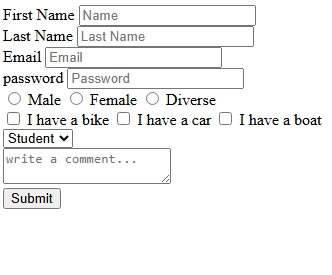 First Name Name
Last Name Last Name
Email Email
password Password
Male Female Diverse
I have a bike I have a car I have a boat
Student
write a comment...
Submit